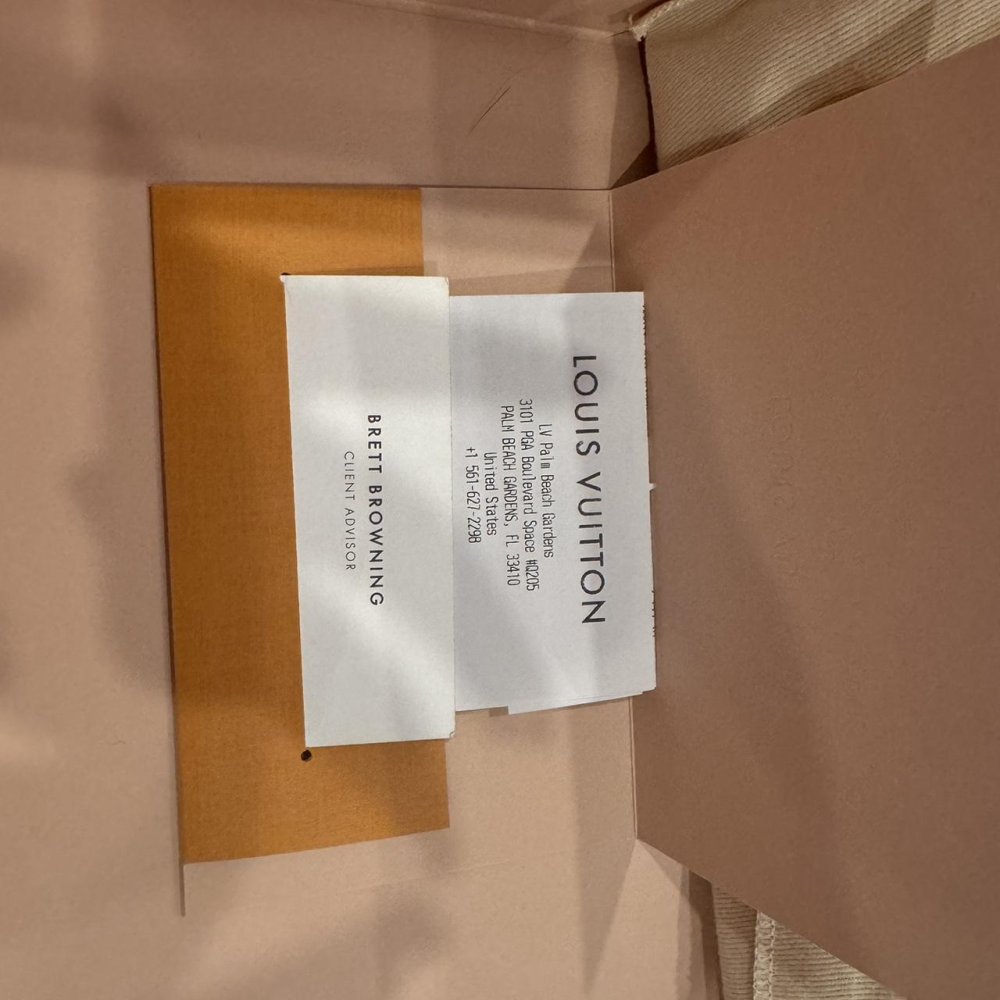 LOUIS VUITTON
LV Palm Beach Gardens
3101 PGA Boulevard Space #0205
PALM BEACH GARDENS, FL 33410
United States
+1 561-627-2298
BRETT BROWNING
CLIENT ADVISOR